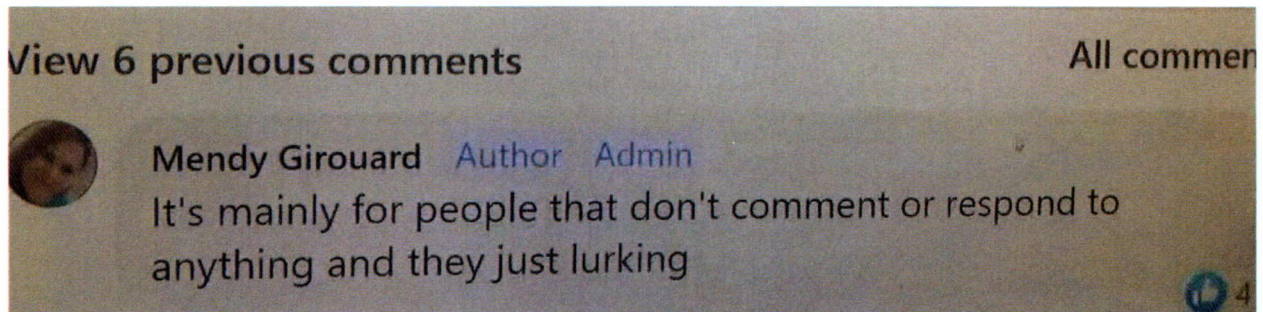 View 6 previous comments
All commen
Mendy Girouard Author Admin
It's mainly for people that don't comment or respond to
anything and they just lurking
4